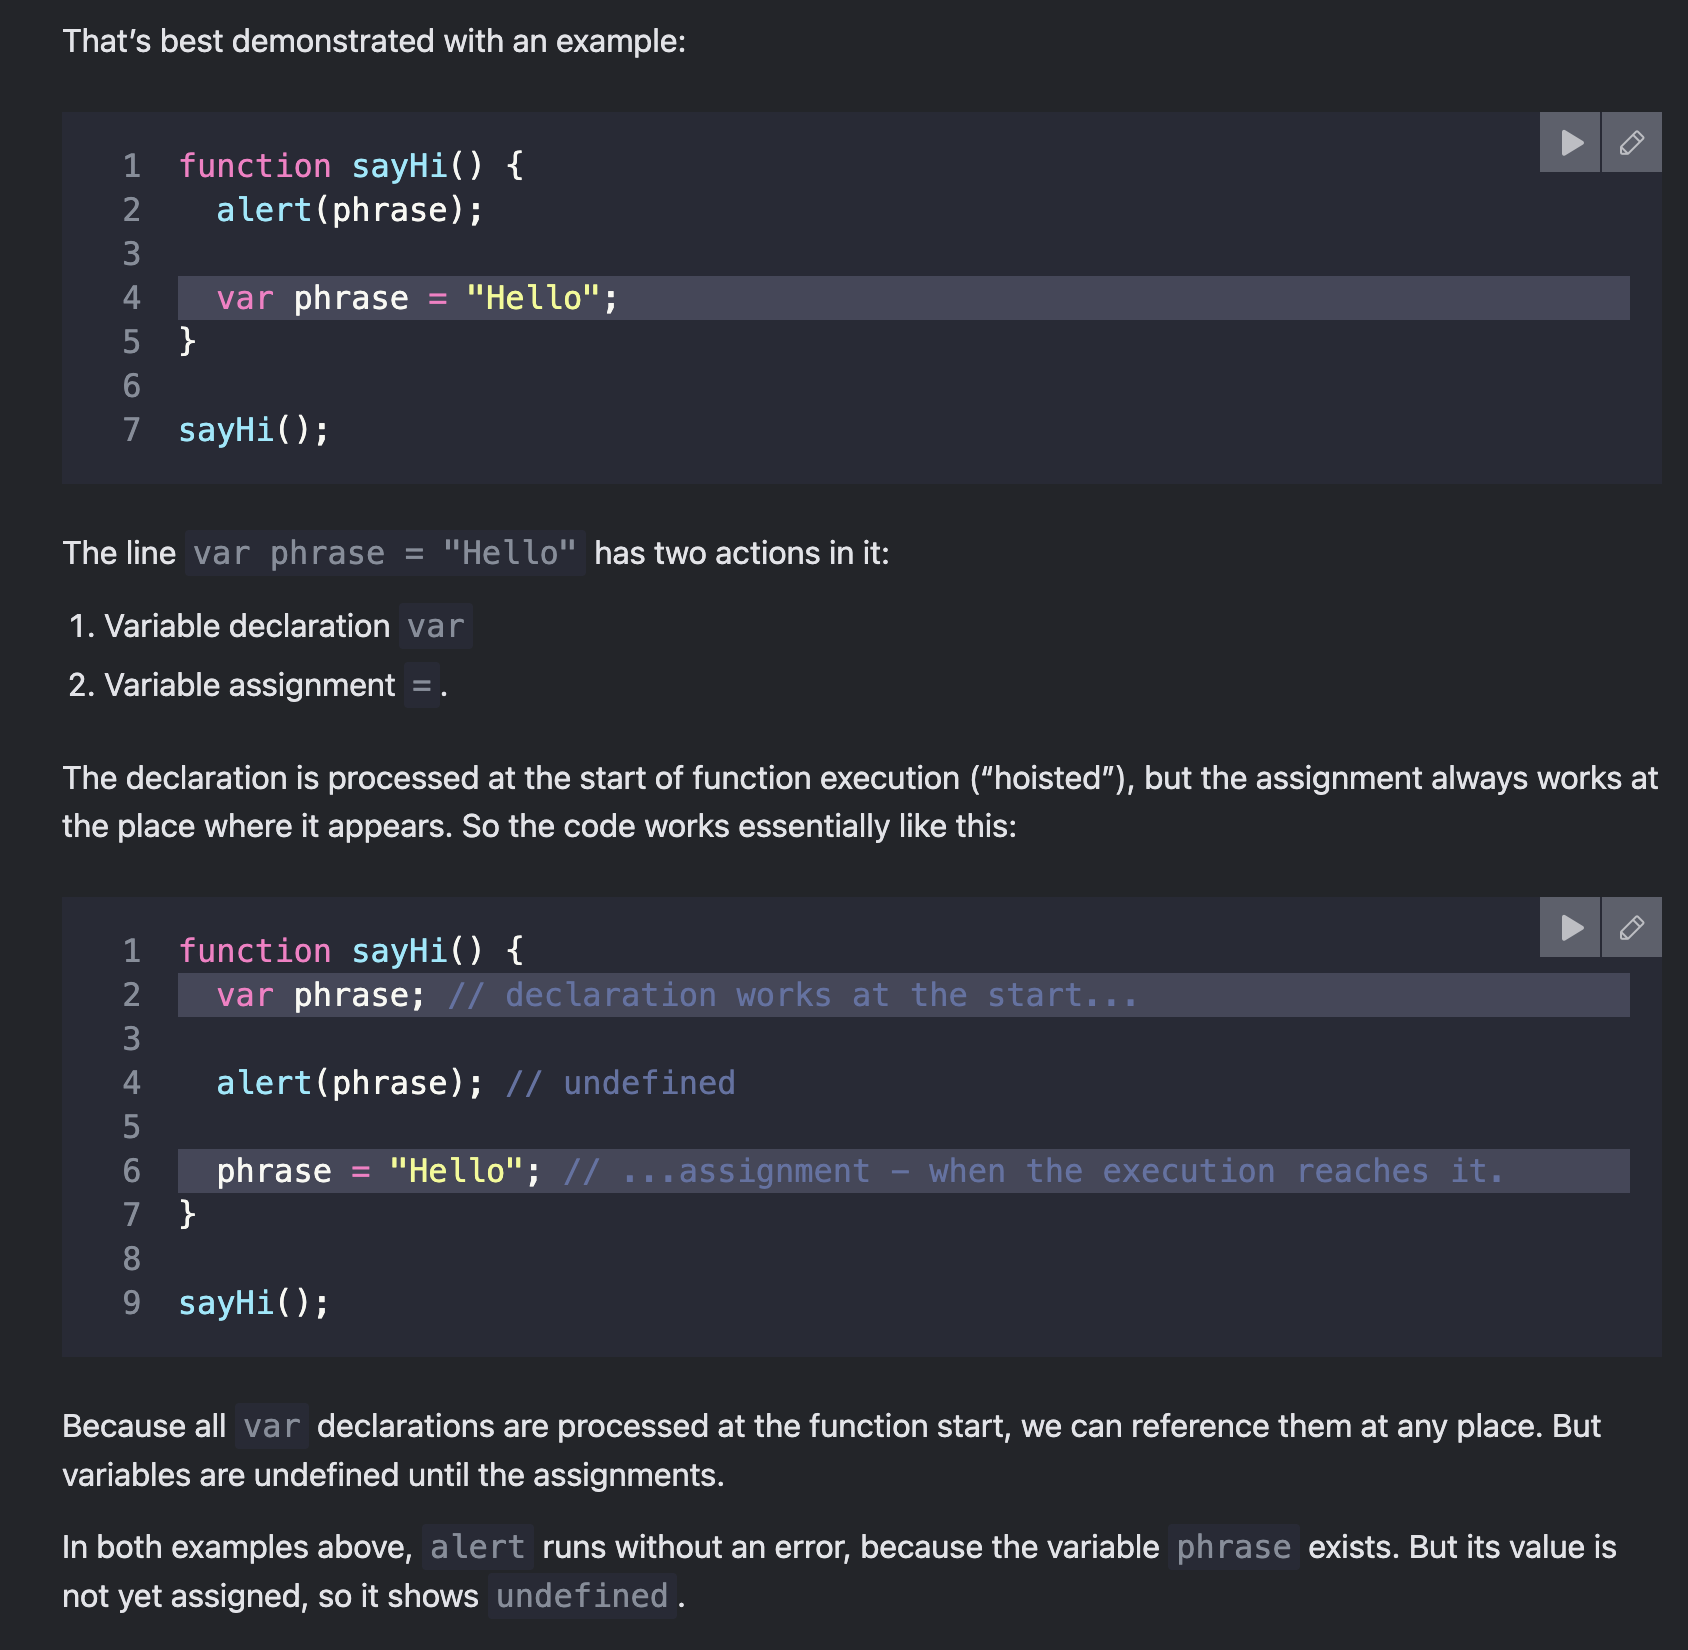 That’s best demonstrated with an example:
1 function sayHi() {
2   alert(phrase);
3
4   var phrase = "Hello";
5 }
6
7 sayHi();
The line var phrase = "Hello" has two actions in it:
1. Variable declaration var
2. Variable assignment =.
The declaration is processed at the start of function execution (“hoisted”), but the assignment always works at
the place where it appears. So the code works essentially like this:
1 function sayHi() {
2   var phrase; // declaration works at the start...
3
4   alert(phrase); // undefined
5
6   phrase = "Hello"; // ...assignment – when the execution reaches it.
7 }
8
9 sayHi();
Because all var declarations are processed at the function start, we can reference them at any place. But
variables are undefined until the assignments.
In both examples above, alert runs without an error, because the variable phrase exists. But its value is
not yet assigned, so it shows undefined.